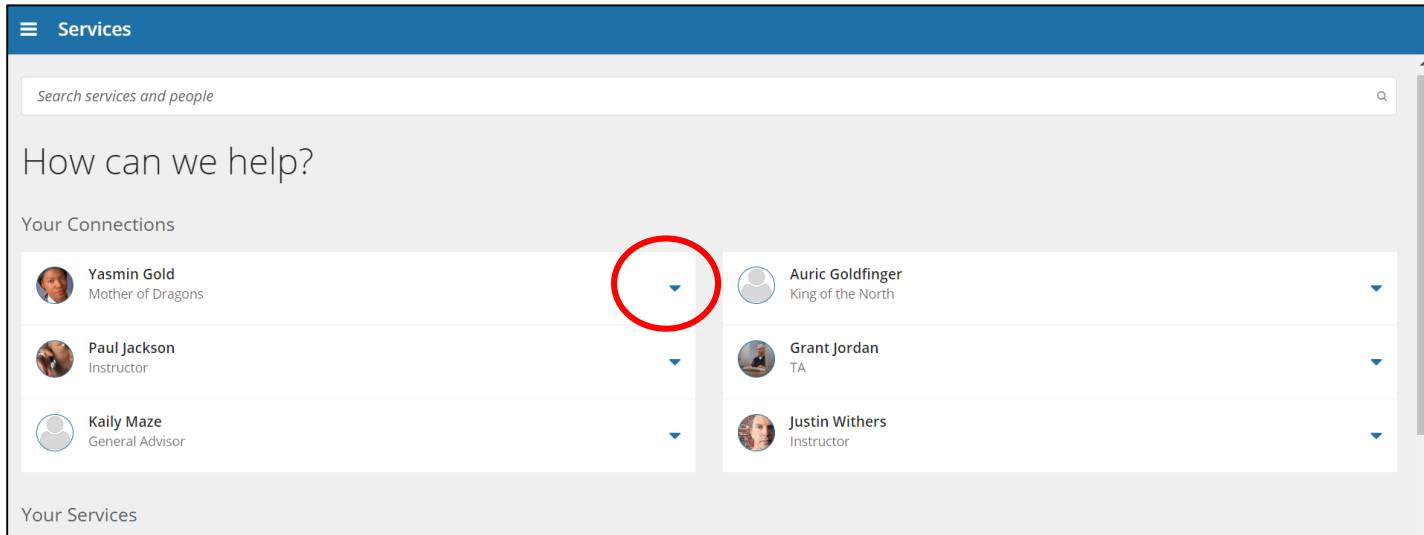 Services
Search services and people
How can we help?
Your Connections
Yasmin Gold
Mother of Dragons
Auric Goldfinger
King of the North
Paul Jackson
Instructor
Grant Jordan
TA
Kaily Maze
General Advisor
Justin Withers
Instructor
Your Services